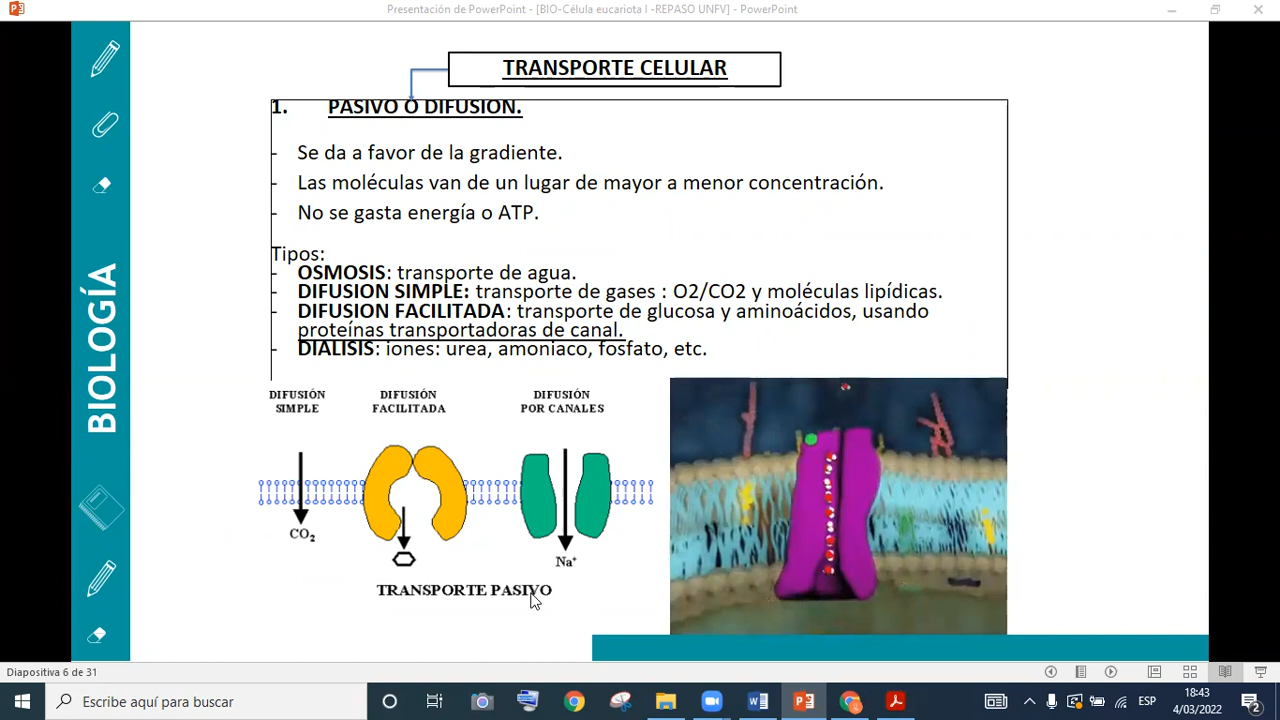 Presentación de PowerPoint - [BIO-Célula eucariota I -REPASO UNFV] - PowerPoint
TRANSPORTE CELULAR
1. PASIVO O DIFUSION.
- Se da a favor de la gradiente.
- Las moléculas van de un lugar de mayor a menor concentración.
- No se gasta energía o ATP.
Tipos:
- OSMOSIS: transporte de agua.
- DIFUSION SIMPLE: transporte de gases : O2/CO2 y moléculas lipídicas.
- DIFUSION FACILITADA: transporte de glucosa y aminoácidos, usando
proteínas transportadoras de canal.
- DIALISIS: iones: urea, amoniaco, fosfato, etc.
BIOLOGÍA
DIFUSIÓN
SIMPLE
DIFUSIÓN
FACILITADA
DIFUSIÓN
POR CANALES
CO2
Na+
TRANSPORTE PASIVO
Diapositiva 6 de 31
Escribe aquí para buscar
ESP
18:43
4/03/2022
2